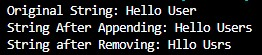 Original String: Hello User
String After Appending: Hello Users
String after Removing: Hllo Usrs